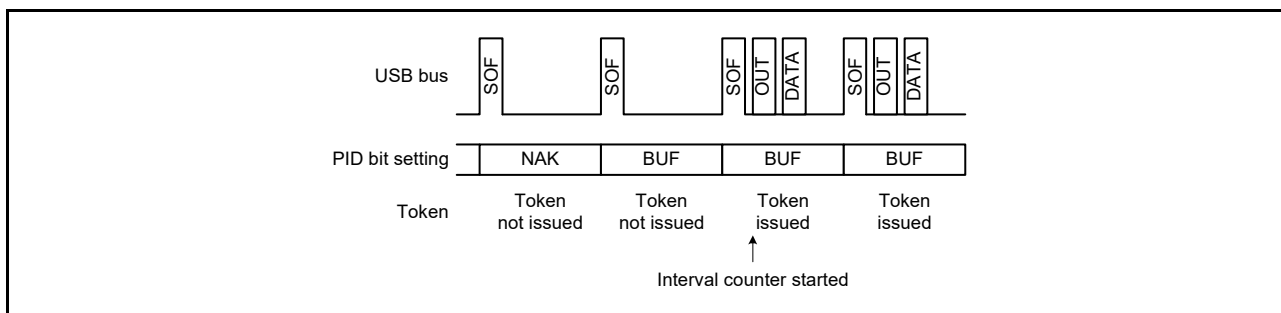 SOF SOF SOF OUT DATA SOF OUT DATA
USB bus
PID bit setting NAK BUF BUF BUF
Token Token Token Token Token
not issued not issued issued issued
Interval counter started